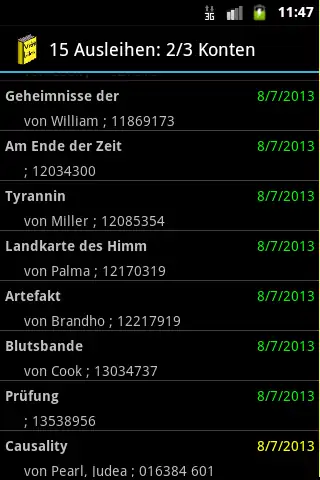 3G 11:47
15 Ausleihen: 2/3 Konten
Geheimnisse der 8/7/2013
von William ; 11869173
Am Ende der Zeit 8/7/2013
; 12034300
Tyrannin 8/7/2013
von Miller ; 12085354
Landkarte des Himm 8/7/2013
von Palma ; 12170319
Artefakt 8/7/2013
von Brandho ; 12217919
Blutsbande 8/7/2013
von Cook ; 13034737
Prüfung 8/7/2013
; 13538956
Causality 8/7/2013
von Pearl, Judea ; 016384 601